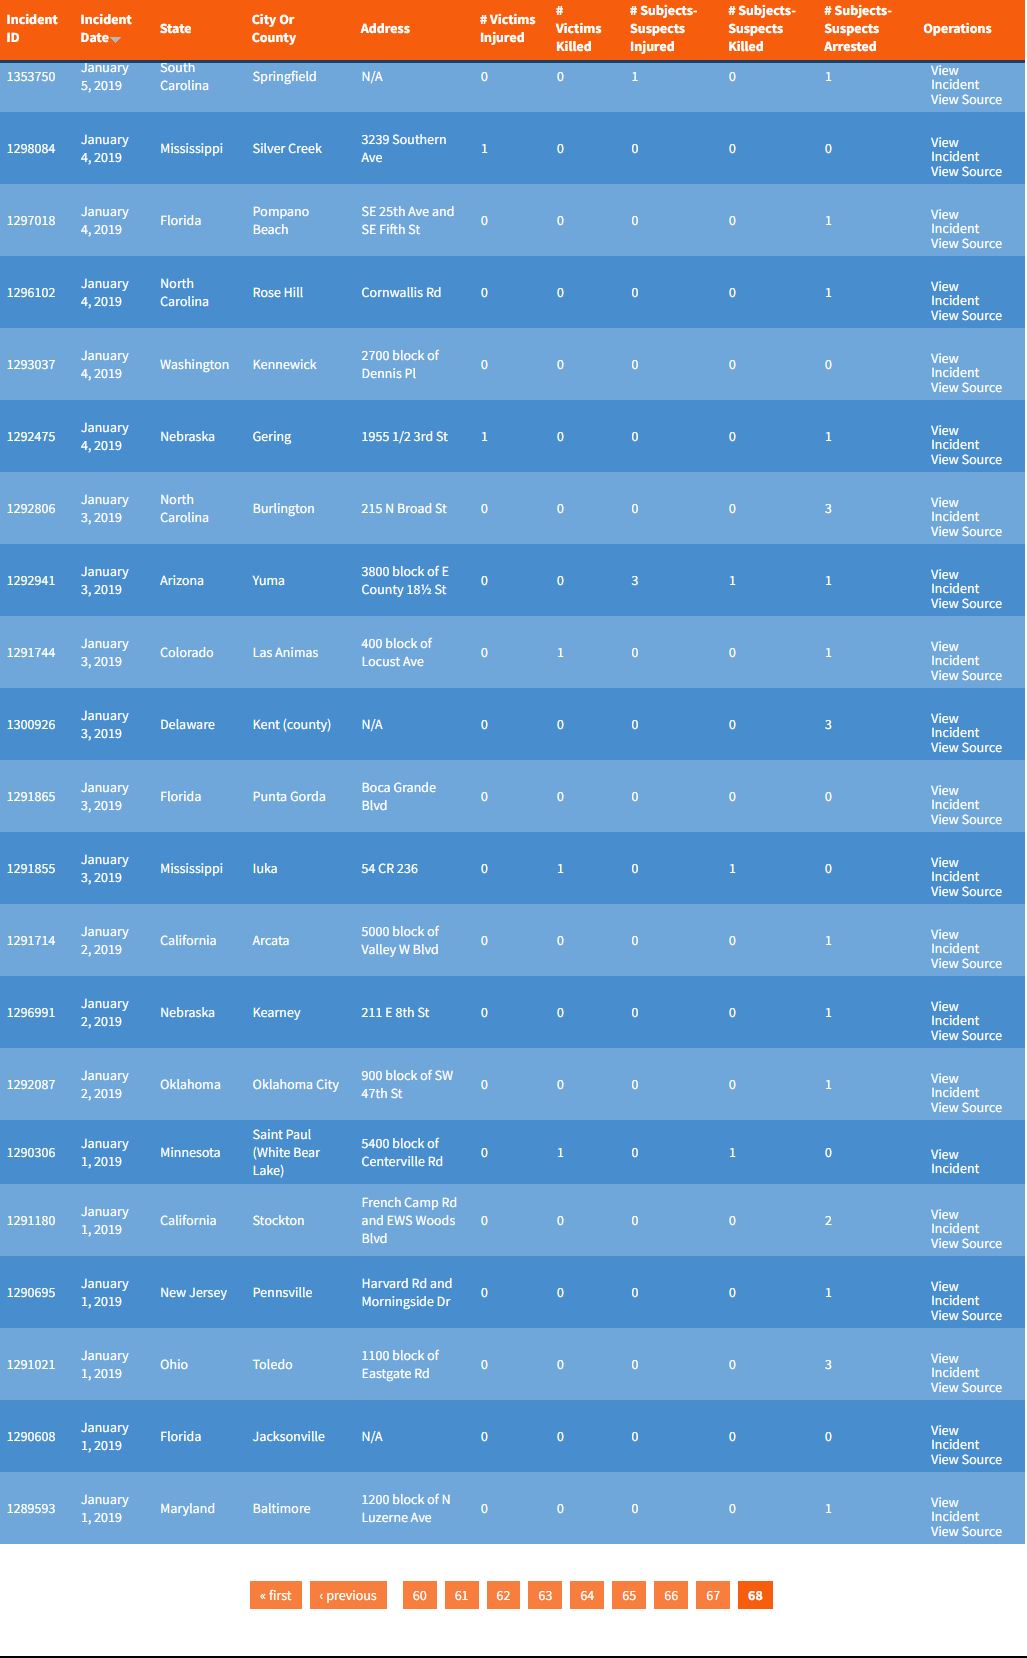 Incident ID | Incident Date | State | City Or County | Address | # Victims Injured | # Victims Killed | # Subjects-Suspects Injured | # Subjects-Suspects Killed | # Subjects-Suspects Arrested | Operations
1353750 | January 5, 2019 | South Carolina | Springfield | N/A | 0 | 0 | 1 | 0 | 1 | View Incident View Source
1298084 | January 4, 2019 | Mississippi | Silver Creek | 3239 Southern Ave | 1 | 0 | 0 | 0 | 0 | View Incident View Source
1297018 | January 4, 2019 | Florida | Pompano Beach | SE 25th Ave and SE Fifth St | 0 | 0 | 0 | 0 | 1 | View Incident View Source
1296102 | January 4, 2019 | North Carolina | Rose Hill | Cornwallis Rd | 0 | 0 | 0 | 0 | 1 | View Incident View Source
1293037 | January 4, 2019 | Washington | Kennewick | 2700 block of Dennis Pl | 0 | 0 | 0 | 0 | 0 | View Incident View Source
1292475 | January 4, 2019 | Nebraska | Gering | 1955 1/2 3rd St | 1 | 0 | 0 | 0 | 1 | View Incident View Source
1292806 | January 3, 2019 | North Carolina | Burlington | 215 N Broad St | 0 | 0 | 0 | 0 | 3 | View Incident View Source
1292941 | January 3, 2019 | Arizona | Yuma | 3800 block of E County 18½ St | 0 | 0 | 3 | 1 | 1 | View Incident View Source
1291744 | January 3, 2019 | Colorado | Las Animas | 400 block of Locust Ave | 0 | 1 | 0 | 0 | 1 | View Incident View Source
1300926 | January 3, 2019 | Delaware | Kent (county) | N/A | 0 | 0 | 0 | 0 | 3 | View Incident View Source
1291865 | January 3, 2019 | Florida | Punta Gorda | Boca Grande Blvd | 0 | 0 | 0 | 0 | 0 | View Incident View Source
1291855 | January 3, 2019 | Mississippi | Iuka | 54 CR 236 | 0 | 1 | 0 | 1 | 0 | View Incident View Source
1291714 | January 2, 2019 | California | Arcata | 5000 block of Valley W Blvd | 0 | 0 | 0 | 0 | 1 | View Incident View Source
1296991 | January 2, 2019 | Nebraska | Kearney | 211 E 8th St | 0 | 0 | 0 | 0 | 1 | View Incident View Source
1292087 | January 2, 2019 | Oklahoma | Oklahoma City | 900 block of SW 47th St | 0 | 0 | 0 | 0 | 1 | View Incident View Source
1290306 | January 1, 2019 | Minnesota | Saint Paul (White Bear Lake) | 5400 block of Centerville Rd | 0 | 1 | 0 | 1 | 0 | View Incident
1291180 | January 1, 2019 | California | Stockton | French Camp Rd and EWS Woods Blvd | 0 | 0 | 0 | 0 | 2 | View Incident View Source
1290695 | January 1, 2019 | New Jersey | Pennsville | Harvard Rd and Morningside Dr | 0 | 0 | 0 | 0 | 1 | View Incident View Source
1291021 | January 1, 2019 | Ohio | Toledo | 1100 block of Eastgate Rd | 0 | 0 | 0 | 0 | 3 | View Incident View Source
1290608 | January 1, 2019 | Florida | Jacksonville | N/A | 0 | 0 | 0 | 0 | 0 | View Incident View Source
1289593 | January 1, 2019 | Maryland | Baltimore | 1200 block of N Luzerne Ave | 0 | 0 | 0 | 0 | 1 | View Incident View Source
« first ‹ previous 60 61 62 63 64 65 66 67 68